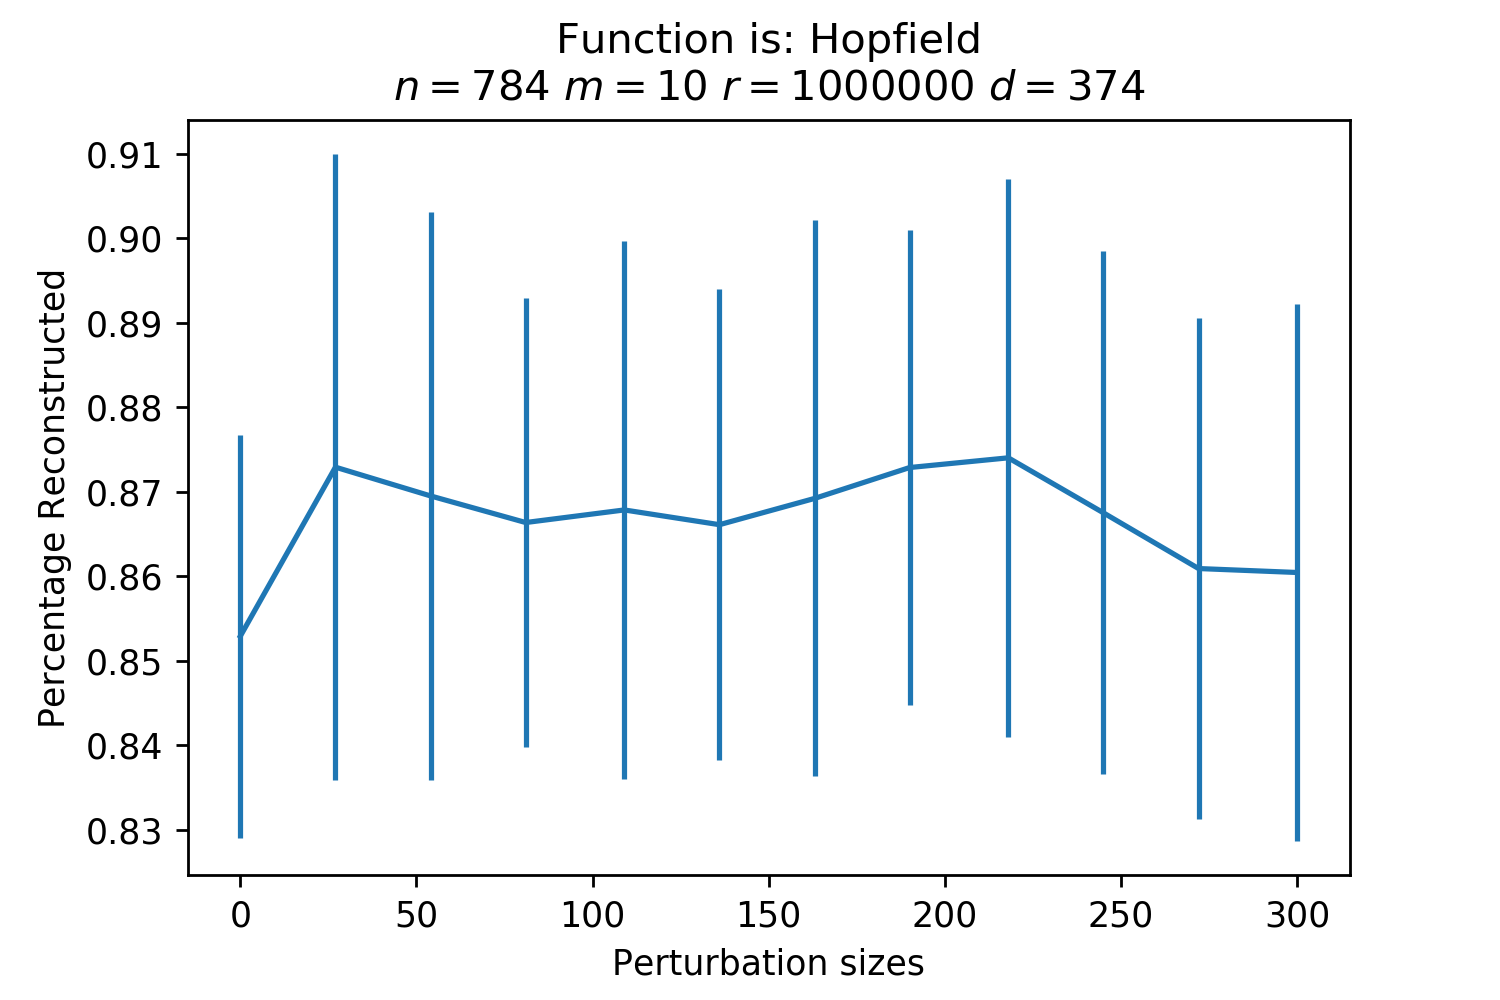 Function is: Hopfield
n = 784 m = 10 r = 1000000 d = 374
Percentage Reconstructed
0.91
0.90
0.89
0.88
0.87
0.86
0.85
0.84
0.83
0 50 100 150 200 250 300
Perturbation sizes